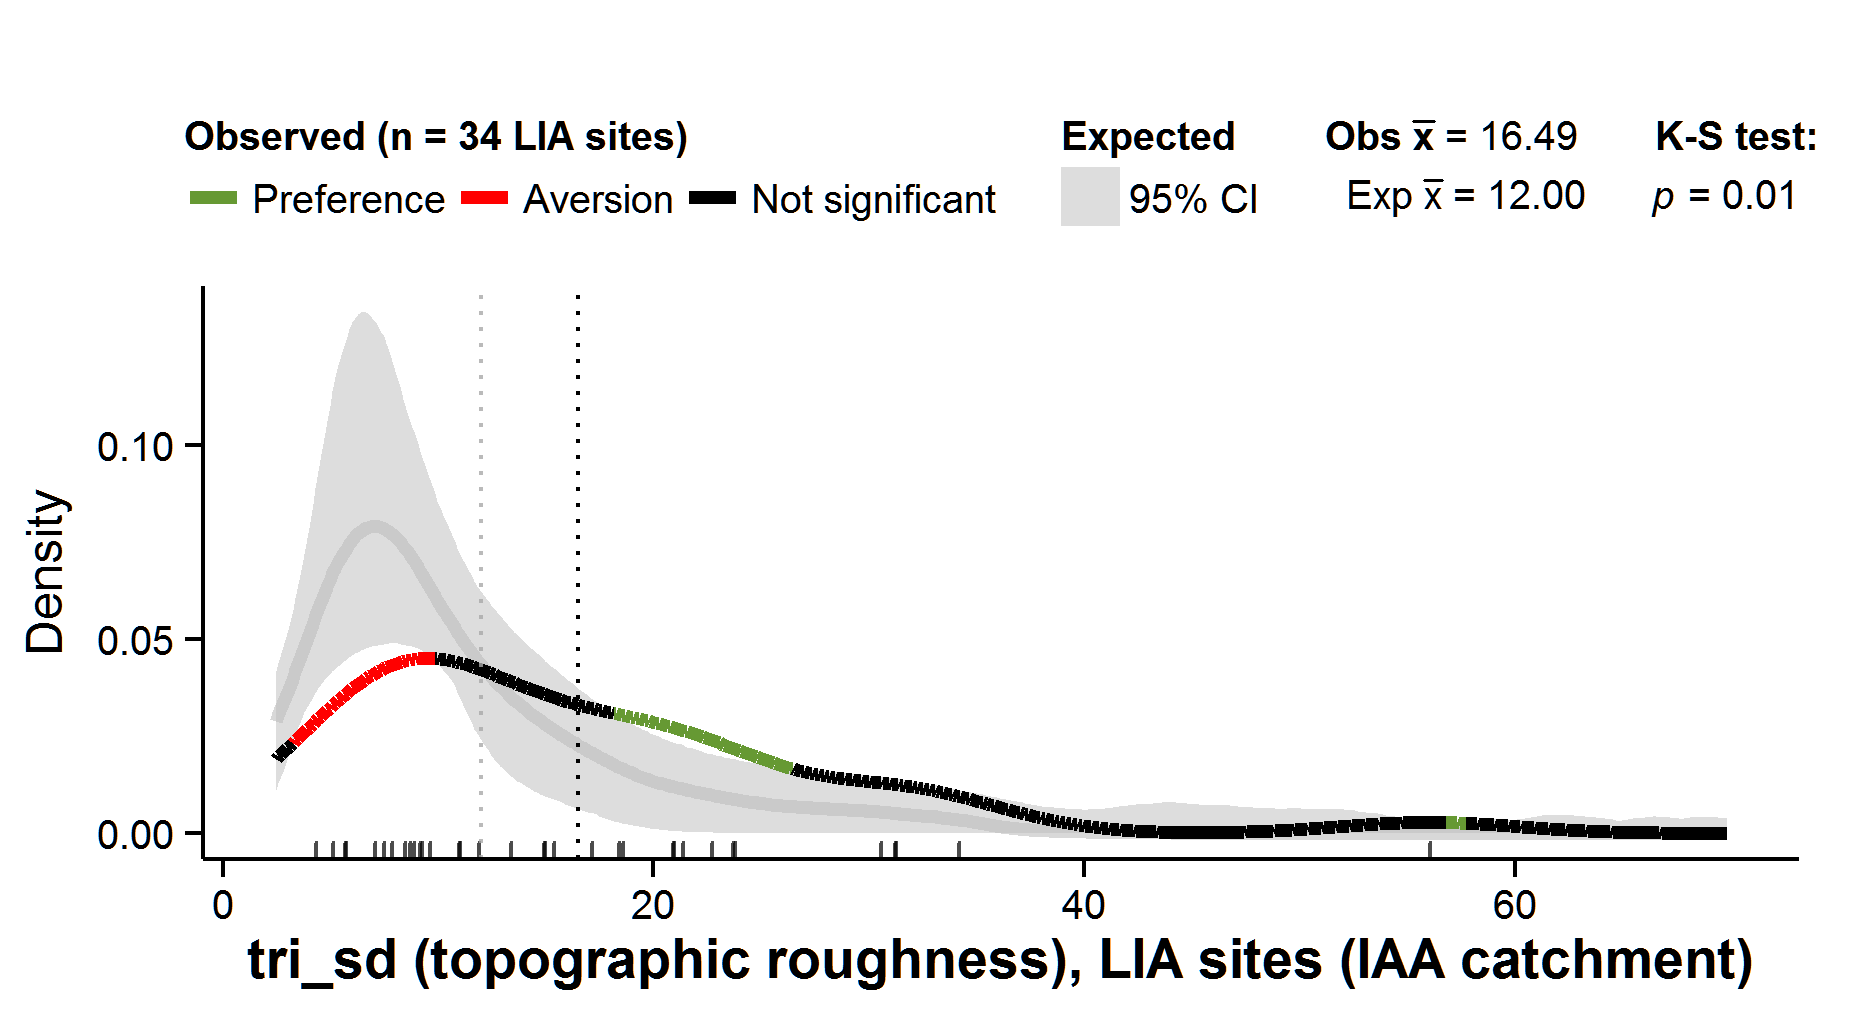 Observed (n = 34 LIA sites) Expected Obs x̅ = 16.49 K-S test:
Preference Aversion Not significant 95% CI Exp x̅ = 12.00 p = 0.01
0.10
0.05
0.00
Density
0 20 40 60
tri_sd (topographic roughness), LIA sites (IAA catchment)